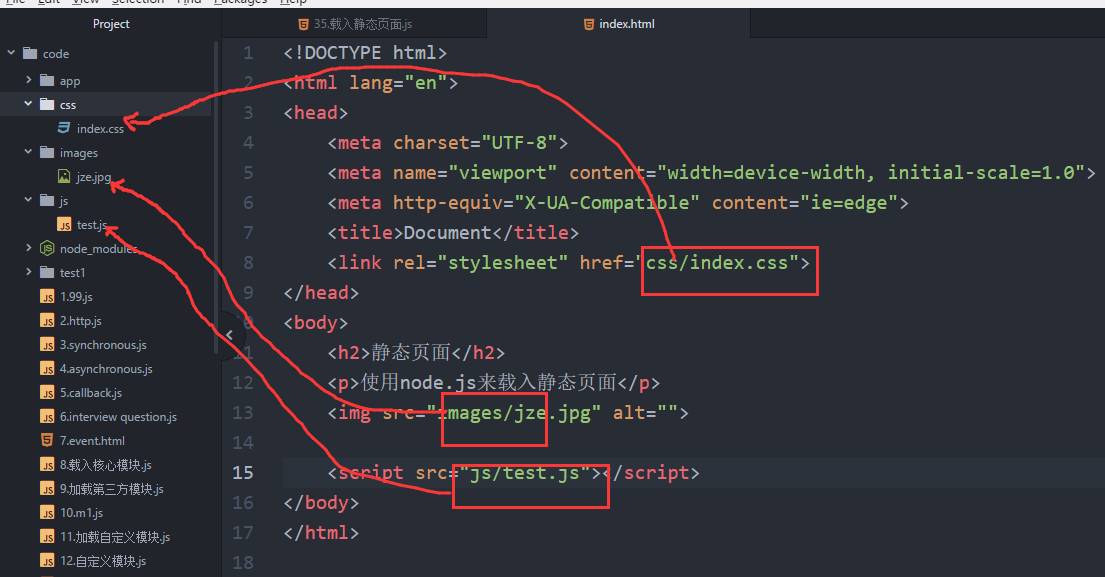 File Edit View Selection Find Packages Help
Project
35.载入静态页面.js
index.html
code
app
css
index.css
images
jze.jpg
js
test.js
node_modules
test1
1.99.js
2.http.js
3.synchronous.js
4.asynchronous.js
5.callback.js
6.interview question.js
7.event.html
8.载入核心模块.js
9.加载第三方模块.js
10.m1.js
11.加载自定义模块.js
12.自定义模块.js
1 <!DOCTYPE html>
2 <html lang="en">
3 <head>
4 <meta charset="UTF-8">
5 <meta name="viewport" content="width=device-width, initial-scale=1.0">
6 <meta http-equiv="X-UA-Compatible" content="ie=edge">
7 <title>Document</title>
8 <link rel="stylesheet" href="css/index.css">
9 </head>
10 <body>
11 <h2>静态页面</h2>
12 <p>使用node.js来载入静态页面</p>
13 <img src="images/jze.jpg" alt="">
14
15 <script src="js/test.js"></script>
16 </body>
17 </html>
18